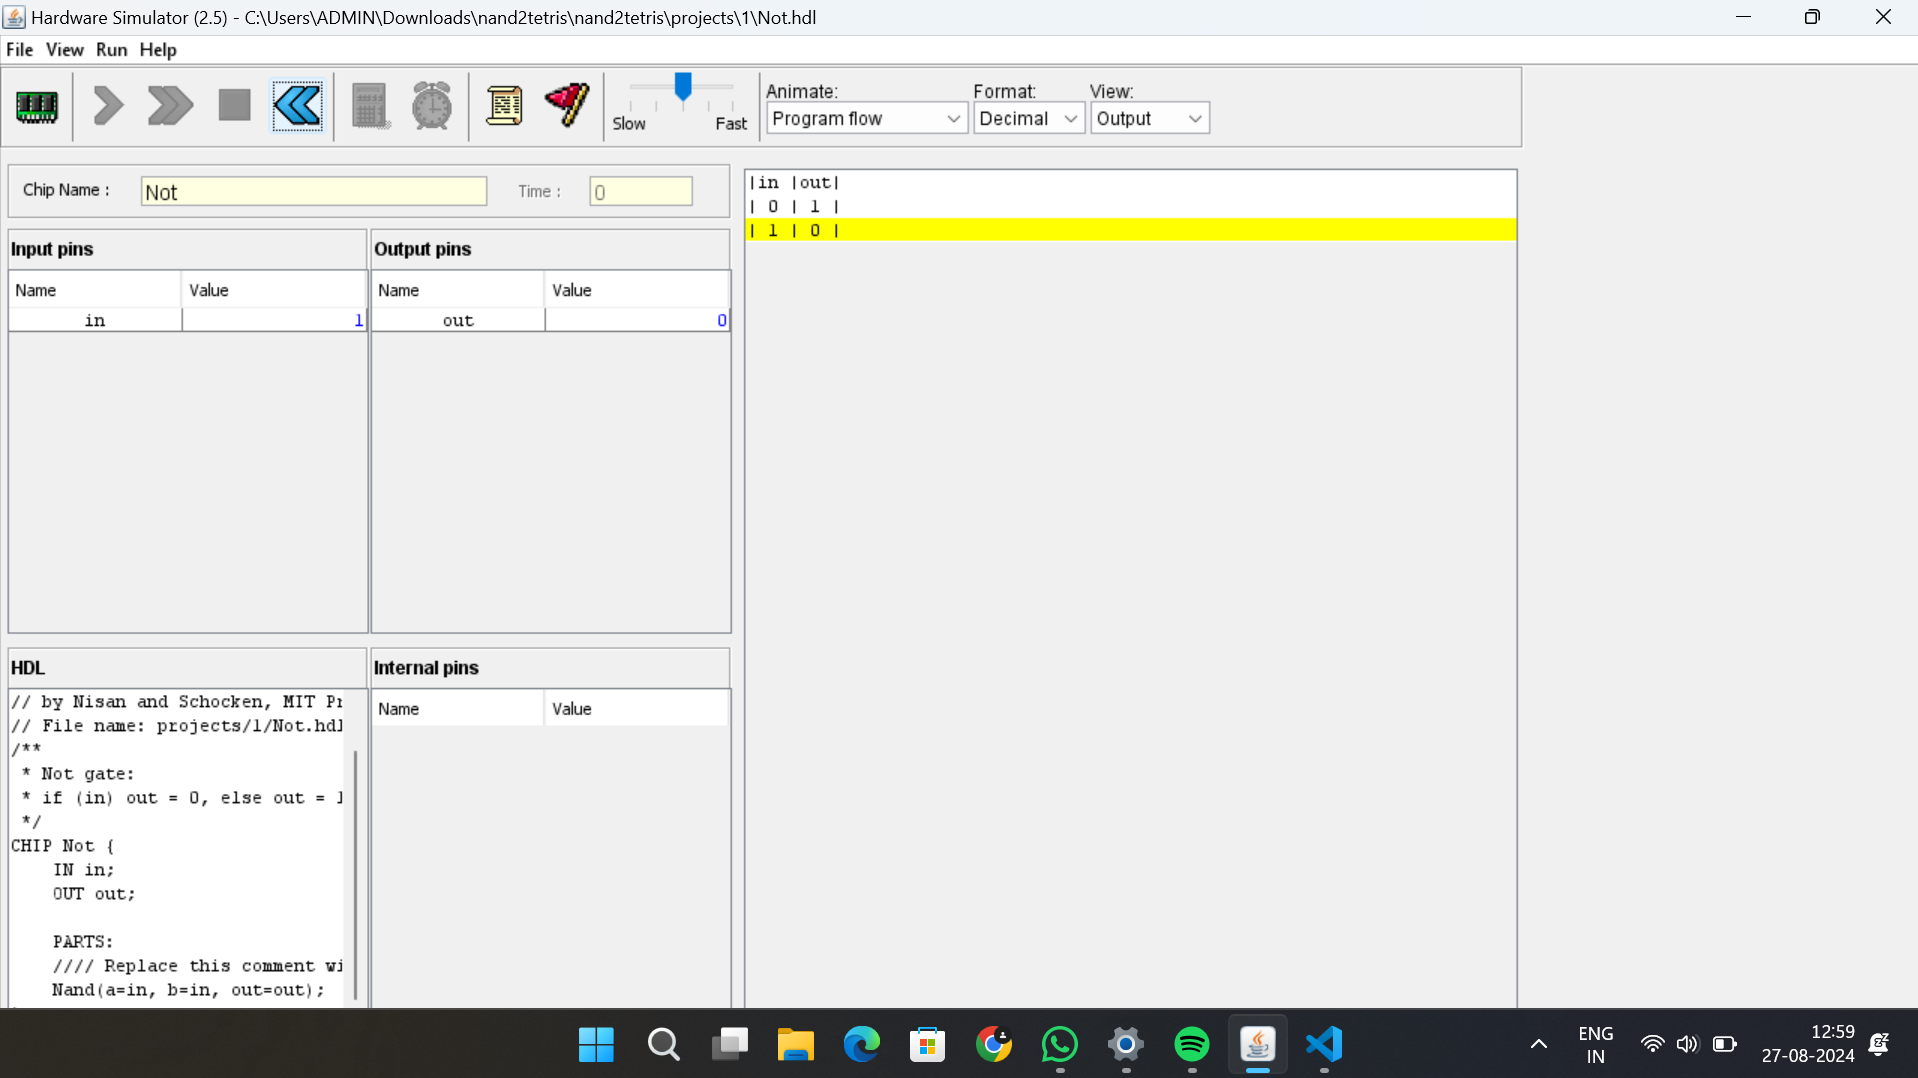 Hardware Simulator (2.5) - C:\Users\ADMIN\Downloads\nand2tetris\nand2tetris\projects\1\Not.hdl
File View Run Help
Slow Fast
Animate: Format: View:
Program flow Decimal Output
Chip Name : Not Time : 0
Input pins
Name Value
in 1
Output pins
Name Value
out 0
|in |out|
| 0 | 1 |
| 1 | 0 |
HDL
// by Nisan and Schocken, MIT Pr
// File name: projects/1/Not.hdl
/**
* Not gate:
* if (in) out = 0, else out = 1
*/
CHIP Not {
IN in;
OUT out;
PARTS:
//// Replace this comment wi
Nand(a=in, b=in, out=out);
Internal pins
Name Value
ENG
IN
12:59
27-08-2024